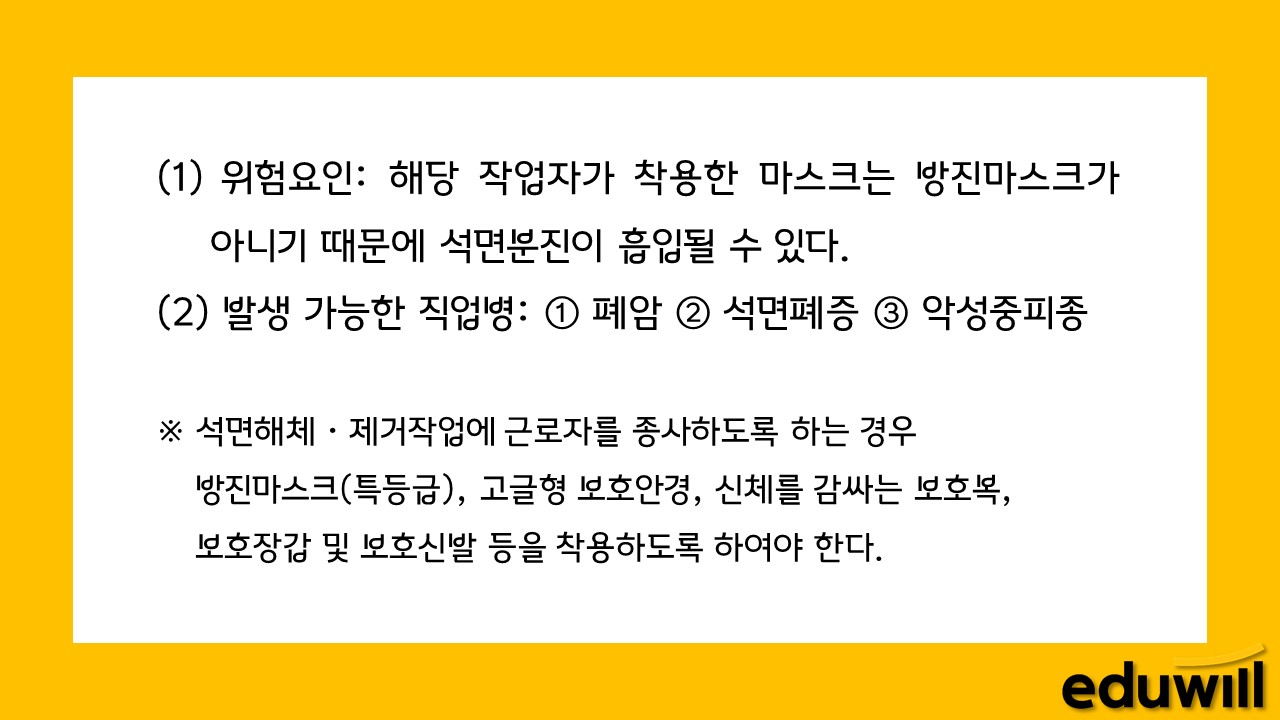 (1) 위험요인: 해당 작업자가 착용한 마스크는 방진마스크가
아니기 때문에 석면분진이 흡입될 수 있다.
(2) 발생 가능한 직업병: ① 폐암 ② 석면폐증 ③ 악성중피종
※ 석면해체 · 제거작업에 근로자를 종사하도록 하는 경우
방진마스크(특등급), 고글형 보호안경, 신체를 감싸는 보호복,
보호장갑 및 보호신발 등을 착용하도록 하여야 한다.
eduwill